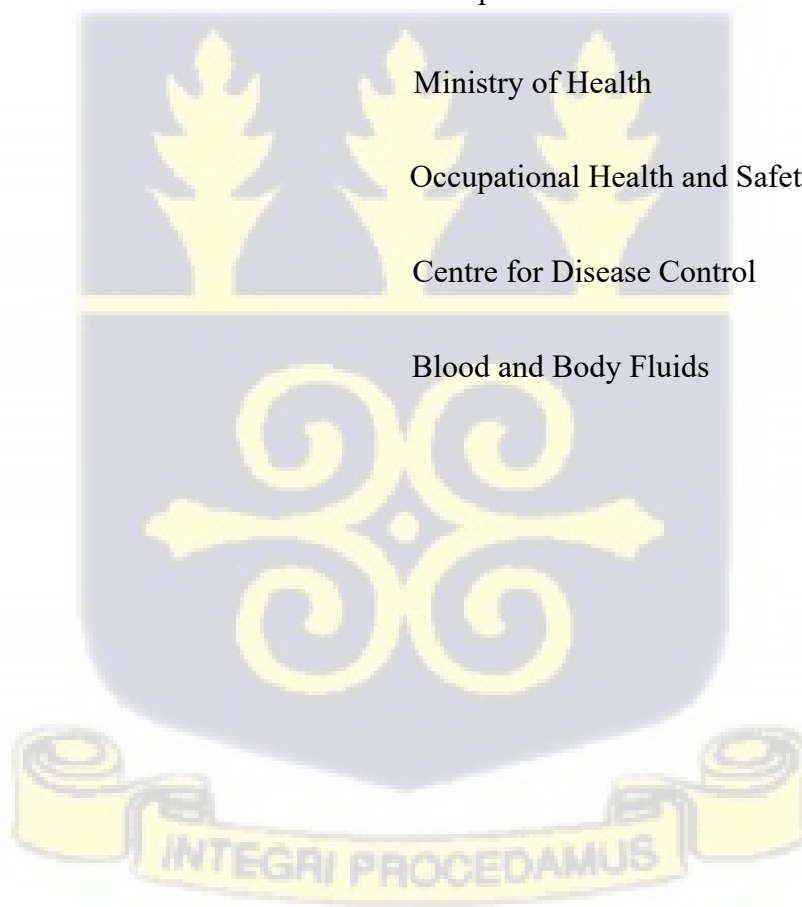 Ministry of Health
Occupational Health and Safet
Centre for Disease Control
Blood and Body Fluids
INTEGRI PROCEDAMUS